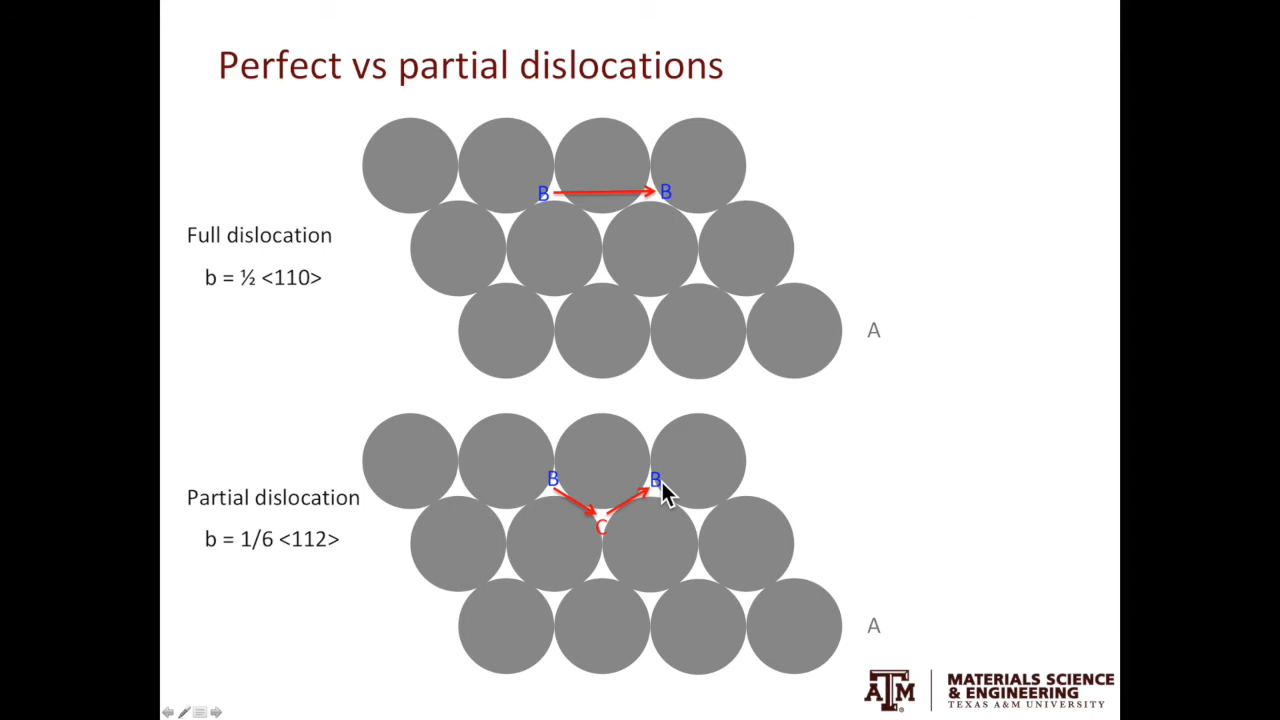 Perfect vs partial dislocations
B B
Full dislocation
b = ½ <110>
A
B B
Partial dislocation
C
b = 1/6 <112>
A
ĀTM
MATERIALS SCIENCE
& ENGINEERING
TEXAS A&M UNIVERSITY